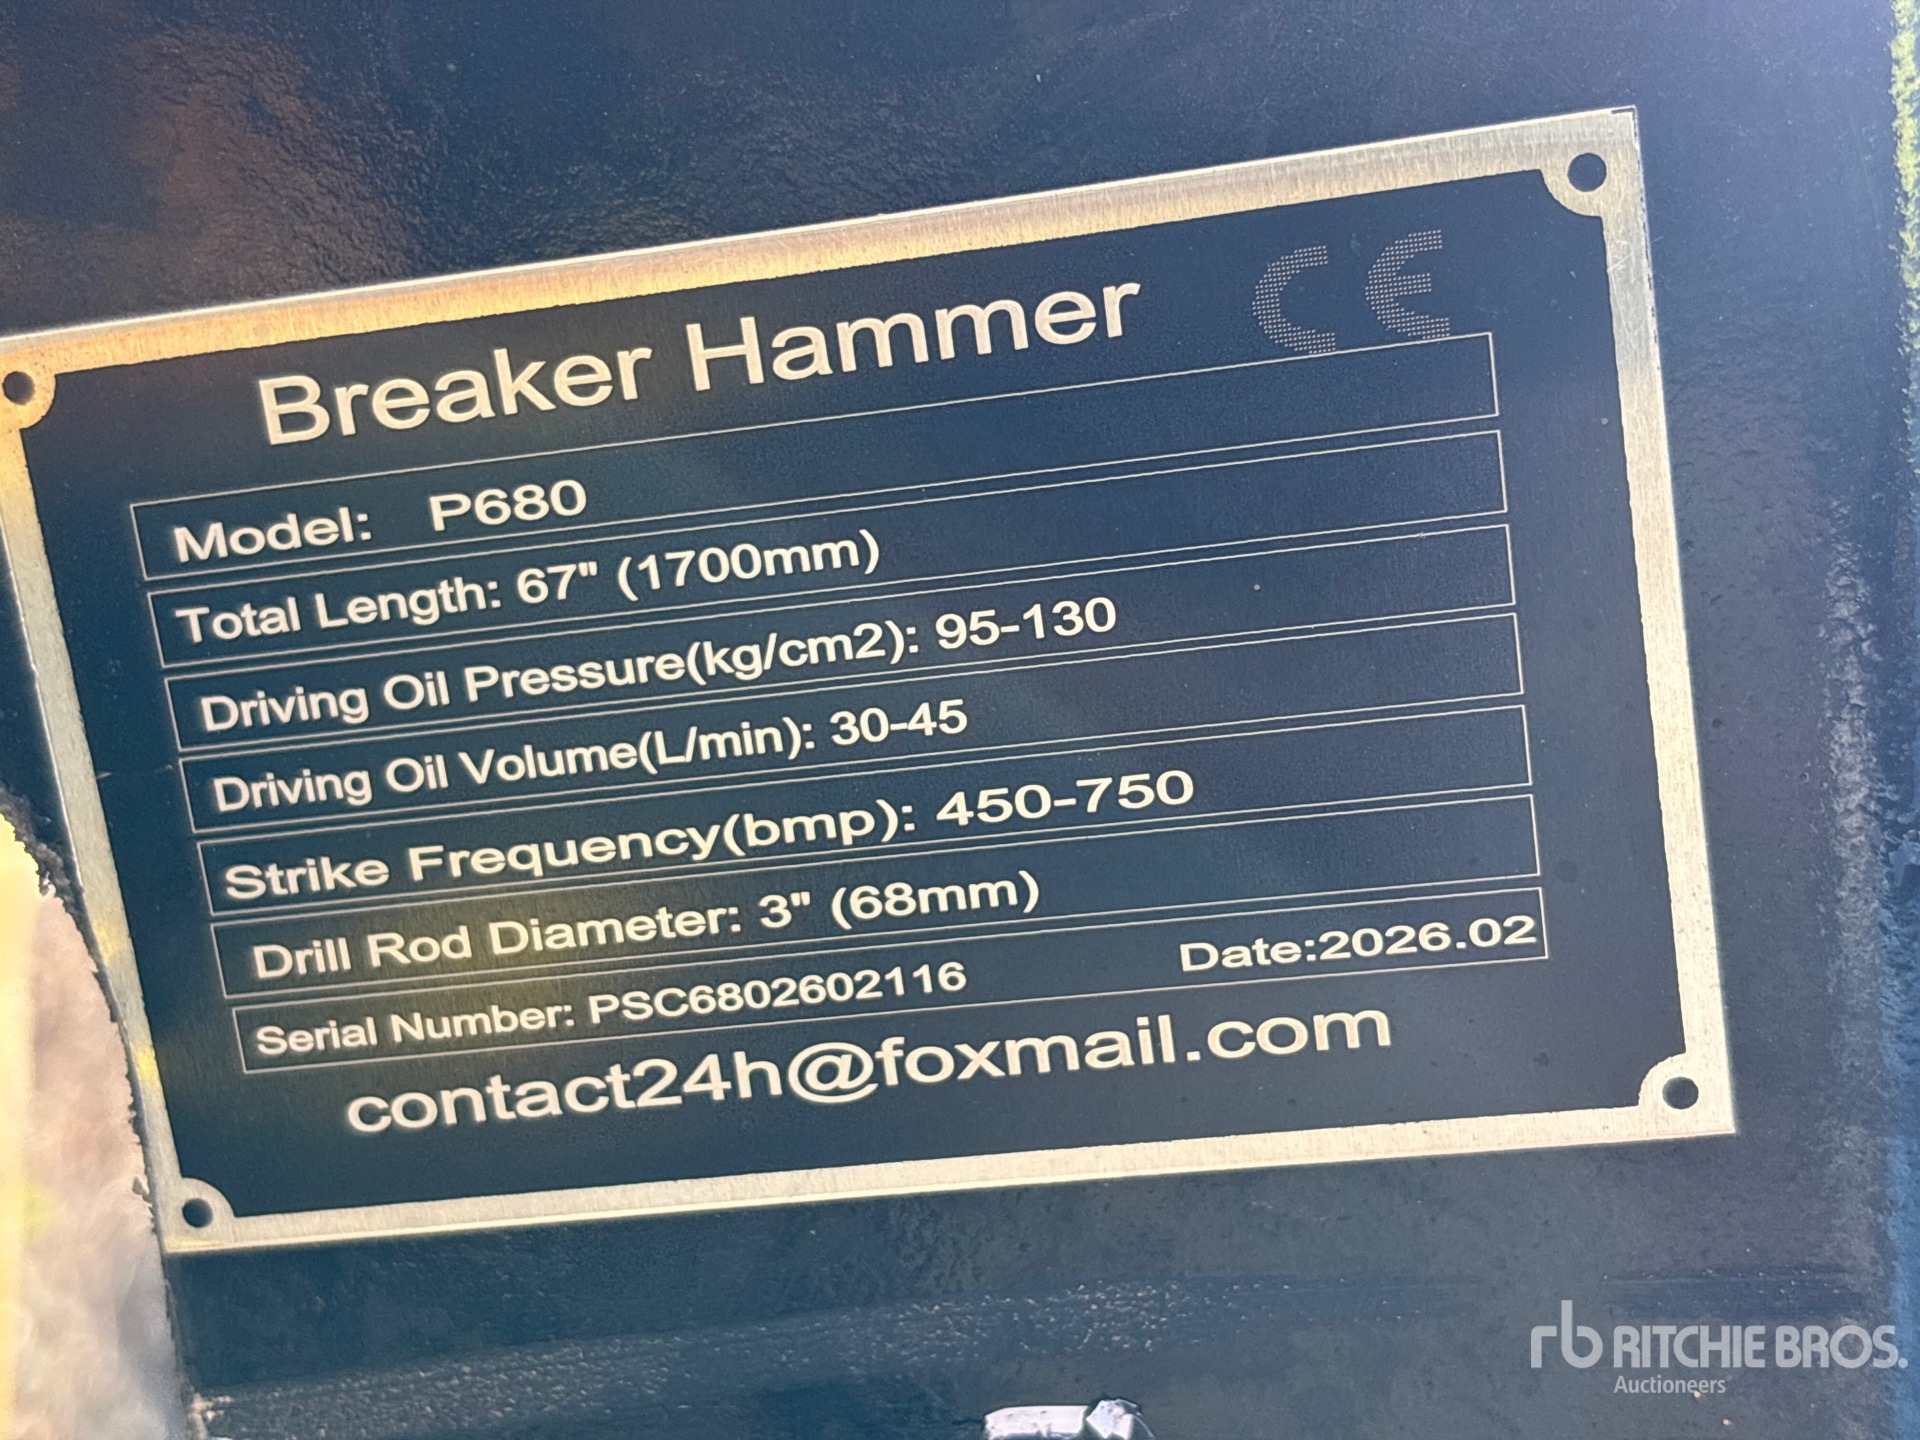 Breaker Hammer CE
Model: P680
Total Length: 67" (1700mm)
Driving Oil Pressure(kg/cm2): 95-130
Driving Oil Volume(L/min): 30-45
Strike Frequency(bmp): 450-750
Drill Rod Diameter: 3" (68mm)
Serial Number: PSC6802602116 Date:2026.02
contact24h@foxmail.com
rb RITCHIE BROS.
Auctioneers